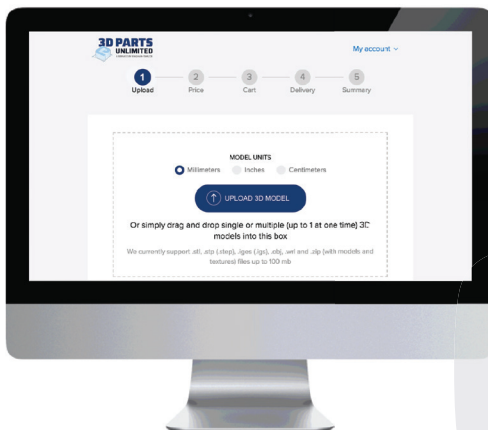 3D PARTS
UNLIMITED
My account
1 2 3 4 5
Upload Price Cart Delivery Summary
MODEL UNITS
Millimeters Inches Centimeters
UPLOAD 3D MODEL
Or simply drag and drop single or multiple (up to 1 at one time) 3D
models into this box
We currently support .stl, .stp (.step), .iges (.igs), .obj, .wrl and .zip (with models and
textures) files up to 100 mb